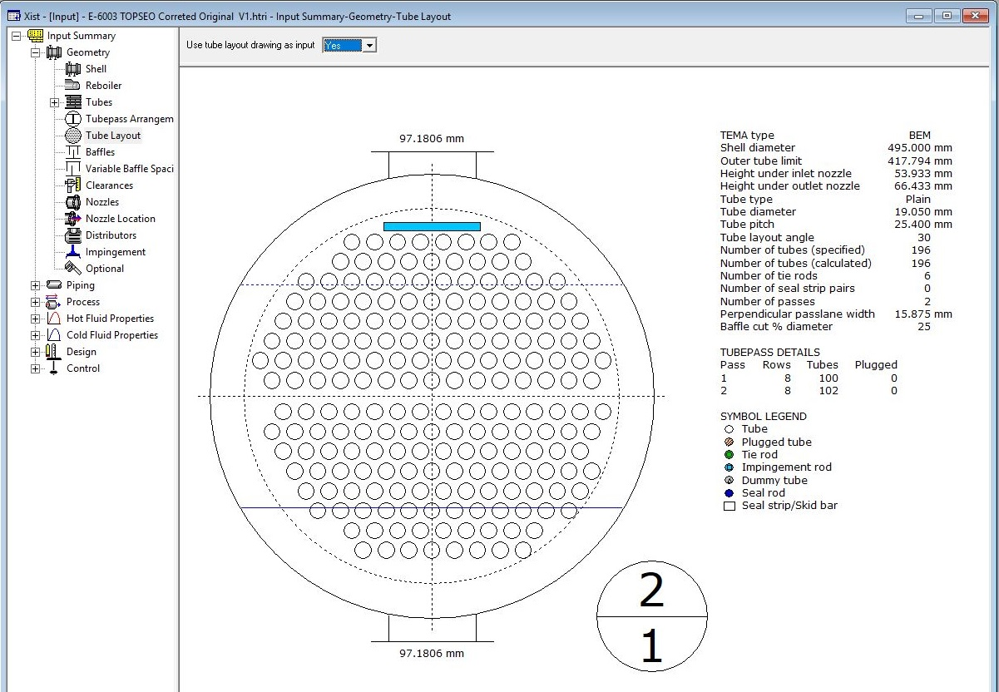 Xist - [Input] - E-6003 TOPSEO Correted Original V1.htri - Input Summary-Geometry-Tube Layout
Input Summary
Geometry
Shell
Reboiler
Tubes
Tubepass Arrangem
Tube Layout
Baffles
Variable Baffle Spaci
Clearances
Nozzles
Nozzle Location
Distributors
Impingement
Optional
Piping
Process
Hot Fluid Properties
Cold Fluid Properties
Design
Control
Use tube layout drawing as input Yes
97.1806 mm
97.1806 mm
TEMA type BEM
Shell diameter 495.000 mm
Outer tube limit 417.794 mm
Height under inlet nozzle 53.933 mm
Height under outlet nozzle 66.433 mm
Tube type Plain
Tube diameter 19.050 mm
Tube pitch 25.400 mm
Tube layout angle 30
Number of tubes (specified) 196
Number of tubes (calculated) 196
Number of tie rods 6
Number of seal strip pairs 0
Number of passes 2
Perpendicular passlane width 15.875 mm
Baffle cut % diameter 25
TUBEPASS DETAILS
Pass Rows Tubes Plugged
1 8 100 0
2 8 102 0
SYMBOL LEGEND
Tube
Plugged tube
Tie rod
Impingement rod
Dummy tube
Seal rod
Seal strip/Skid bar
2
1